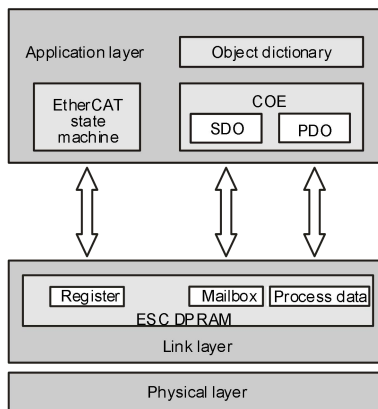 Application layer
Object dictionary
EtherCAT
state
machine
COE
SDO
PDO
Register
Mailbox
Process data
ESC DPRAM
Link layer
Physical layer